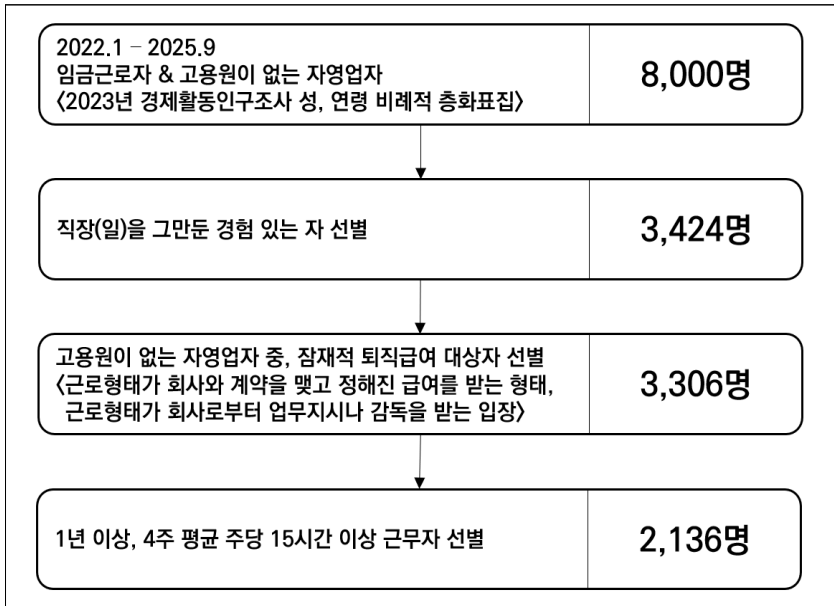 2022.1 – 2025.9
임금근로자 & 고용원이 없는 자영업자
<2023년 경제활동인구조사 성, 연령 비례적 층화표집>
8,000명
직장(일)을 그만둔 경험 있는 자 선별
3,424명
고용원이 없는 자영업자 중, 잠재적 퇴직급여 대상자 선별
<근로형태가 회사와 계약을 맺고 정해진 급여를 받는 형태,
근로형태가 회사로부터 업무지시나 감독을 받는 입장>
3,306명
1년 이상, 4주 평균 주당 15시간 이상 근무자 선별
2,136명